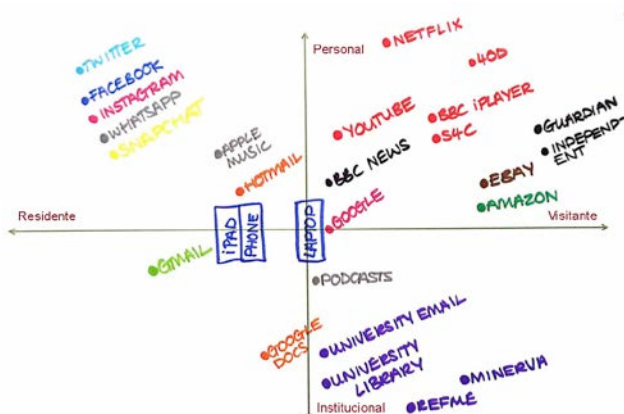 Personal
NETFLIX
4OD
TWITTER
FACEBOOK
INSTAGRAM
WHATSAPP
SNAPCHAT
APPLE
MUSIC
HOTMAIL
YOUTUBE
BBC iPLAYER
S4C
BBC NEWS
GUARDIAN
INDEPEND-
ENT
EBAY
AMAZON
GOOGLE
Residente
iPAD
PHONE
LAPTOP
Visitante
GMAIL
PODCASTS
GOOGLE
DOCS
UNIVERSITY EMAIL
UNIVERSITY
LIBRARY
MINERVA
REFME
Institucional